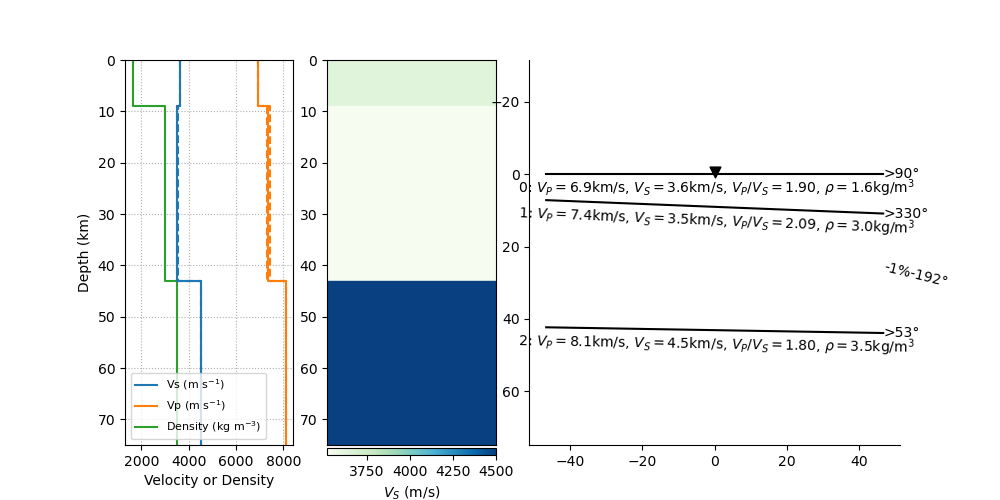 0
10
20
30
40
50
60
70
Depth (km)
2000 4000 6000 8000
Velocity or Density
Vs (m s⁻¹)
Vp (m s⁻¹)
Density (kg m⁻³)
0
10
20
30
40
50
60
70
3750 4000 4250 4500
V_S (m/s)
−20
0
20
40
60
−40 −20 0 20 40
>90°
0: V_P = 6.9km/s, V_S = 3.6km/s, V_P/V_S = 1.90, ρ = 1.6kg/m³
>330°
1: V_P = 7.4km/s, V_S = 3.5km/s, V_P/V_S = 2.09, ρ = 3.0kg/m³
-1%-192°
>53°
2: V_P = 8.1km/s, V_S = 4.5km/s, V_P/V_S = 1.80, ρ = 3.5kg/m³